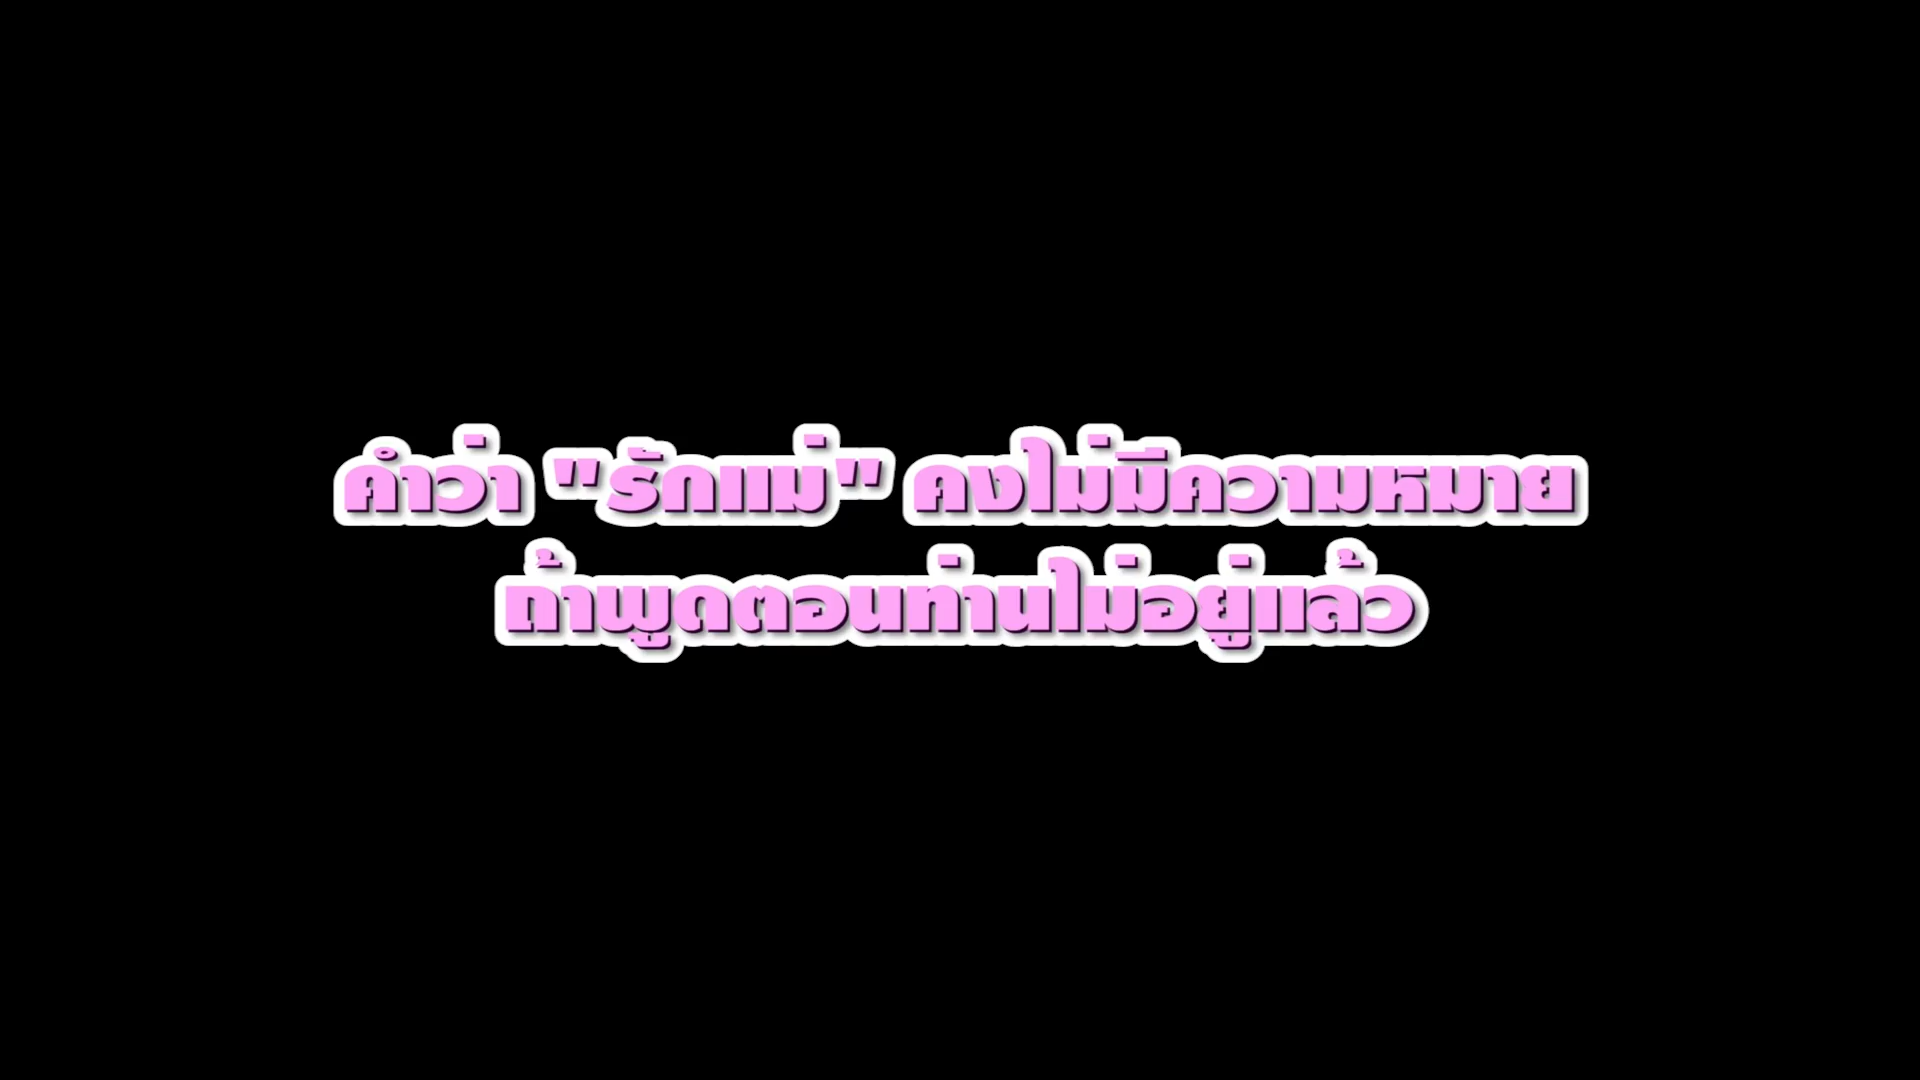 คำว่า "รักแม่" คงไม่มีความหมาย
ถ้าพูดตอนท่านไม่อยู่แล้ว